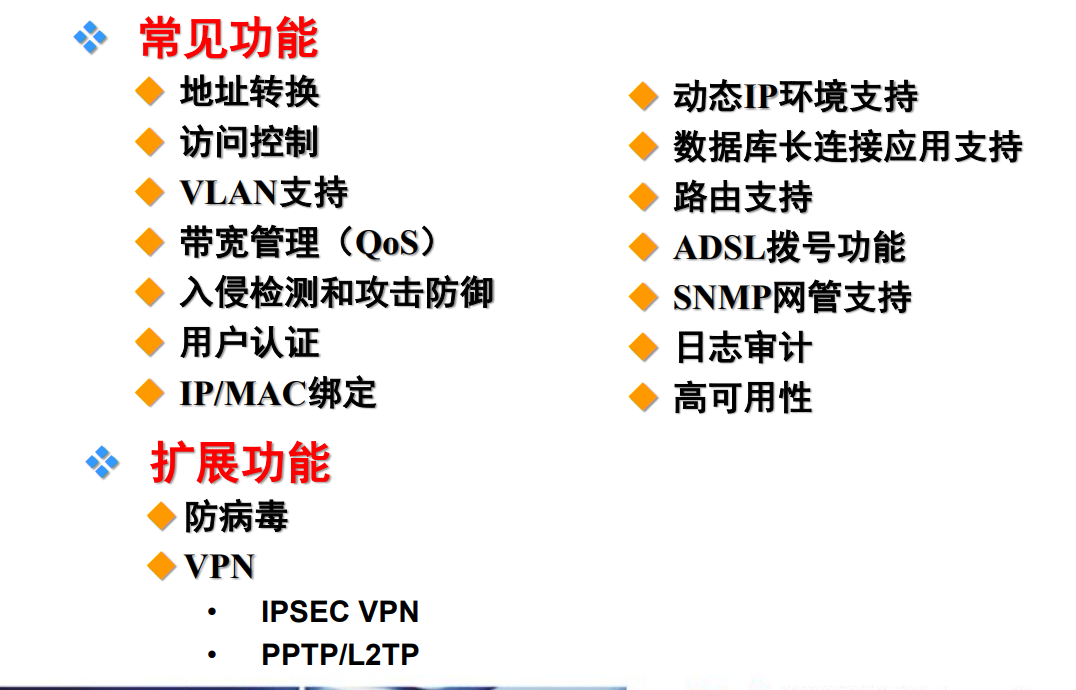 常见功能
地址转换
访问控制
VLAN支持
带宽管理（QoS）
入侵检测和攻击防御
用户认证
IP/MAC绑定
动态IP环境支持
数据库长连接应用支持
路由支持
ADSL拨号功能
SNMP网管支持
日志审计
高可用性
扩展功能
防病毒
VPN
• IPSEC VPN
• PPTP/L2TP